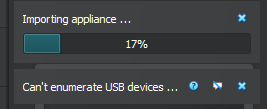 Importing appliance ...
17%
Can't enumerate USB devices ...